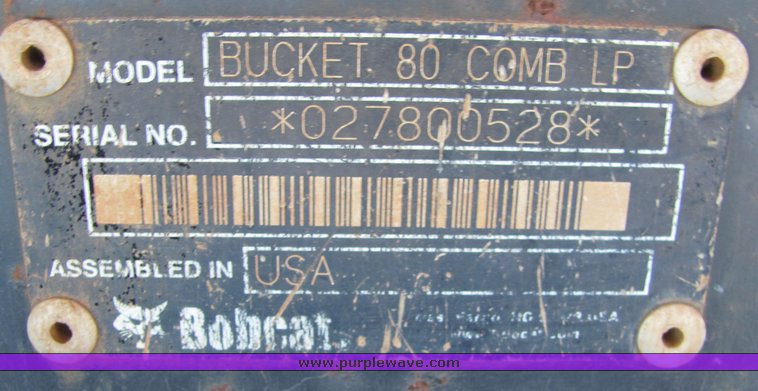 MODEL BUCKET 80 COMB LP
SERIAL NO. *027800528*
ASSEMBLED IN USA
Bobcat.
www.purplewave.com